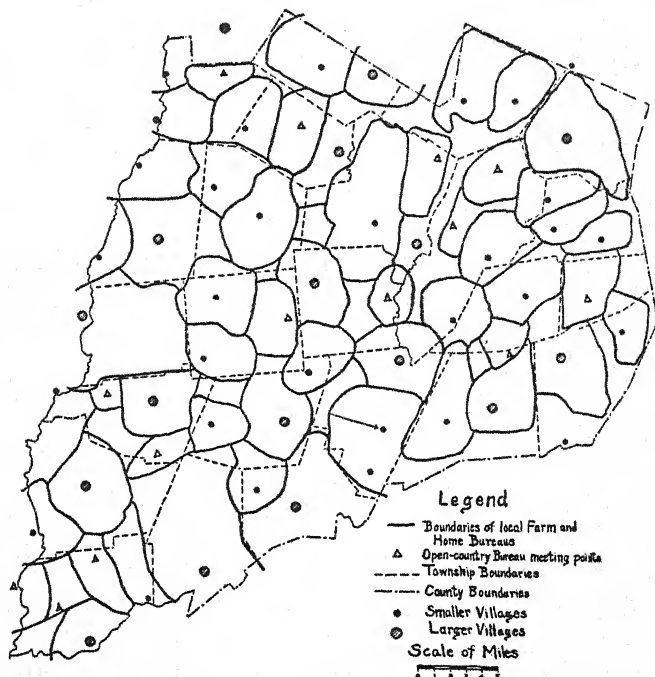 Legend
Boundaries of local Farm and
Home Bureaus
Open-country Bureau meeting points
Township Boundaries
County Boundaries
Smaller Villages
Larger Villages
Scale of Miles